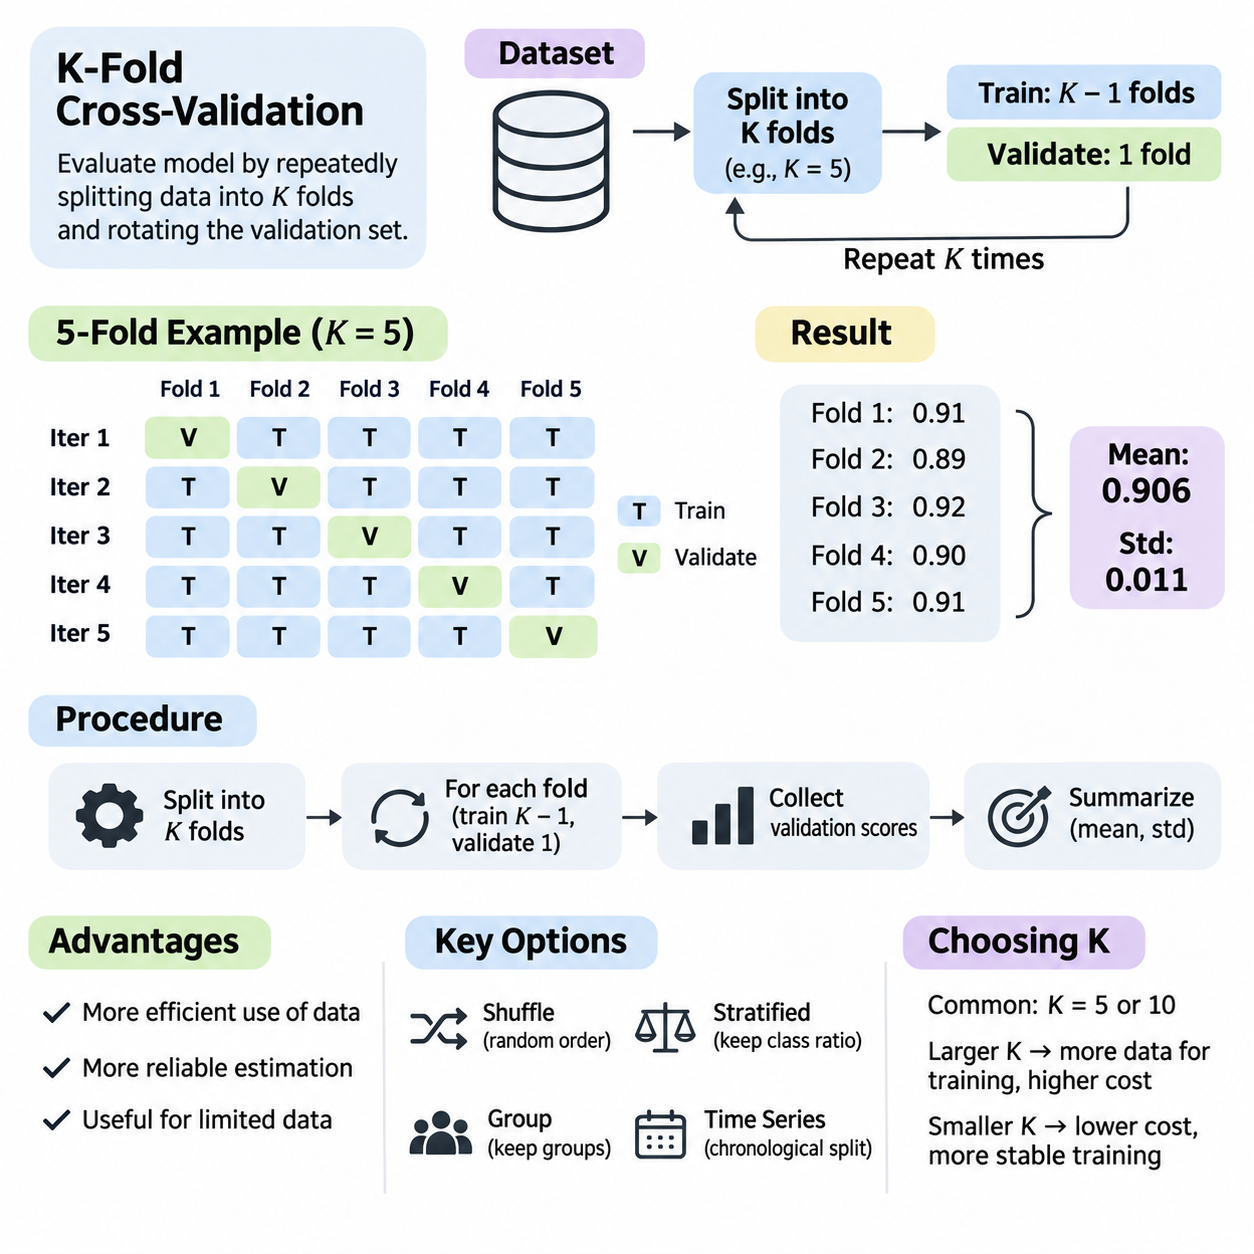 K-Fold
Cross-Validation
Evaluate model by repeatedly
splitting data into K folds
and rotating the validation set.
Dataset
Split into
K folds
(e.g., K = 5)
Train: K – 1 folds
Validate: 1 fold
Repeat K times
5-Fold Example (K = 5)
Fold 1 Fold 2 Fold 3 Fold 4 Fold 5
Iter 1 V T T T T
Iter 2 T V T T T
Iter 3 T T V T T
Iter 4 T T T V T
Iter 5 T T T T V
T Train
V Validate
Result
Fold 1: 0.91
Fold 2: 0.89
Fold 3: 0.92
Fold 4: 0.90
Fold 5: 0.91
Mean:
0.906
Std:
0.011
Procedure
Split into
K folds
For each fold
(train K – 1,
validate 1)
Collect
validation scores
Summarize
(mean, std)
Advantages
More efficient use of data
More reliable estimation
Useful for limited data
Key Options
Shuffle
(random order)
Stratified
(keep class ratio)
Group
(keep groups)
Time Series
(chronological split)
Choosing K
Common: K = 5 or 10
Larger K → more data for
training, higher cost
Smaller K → lower cost,
more stable training